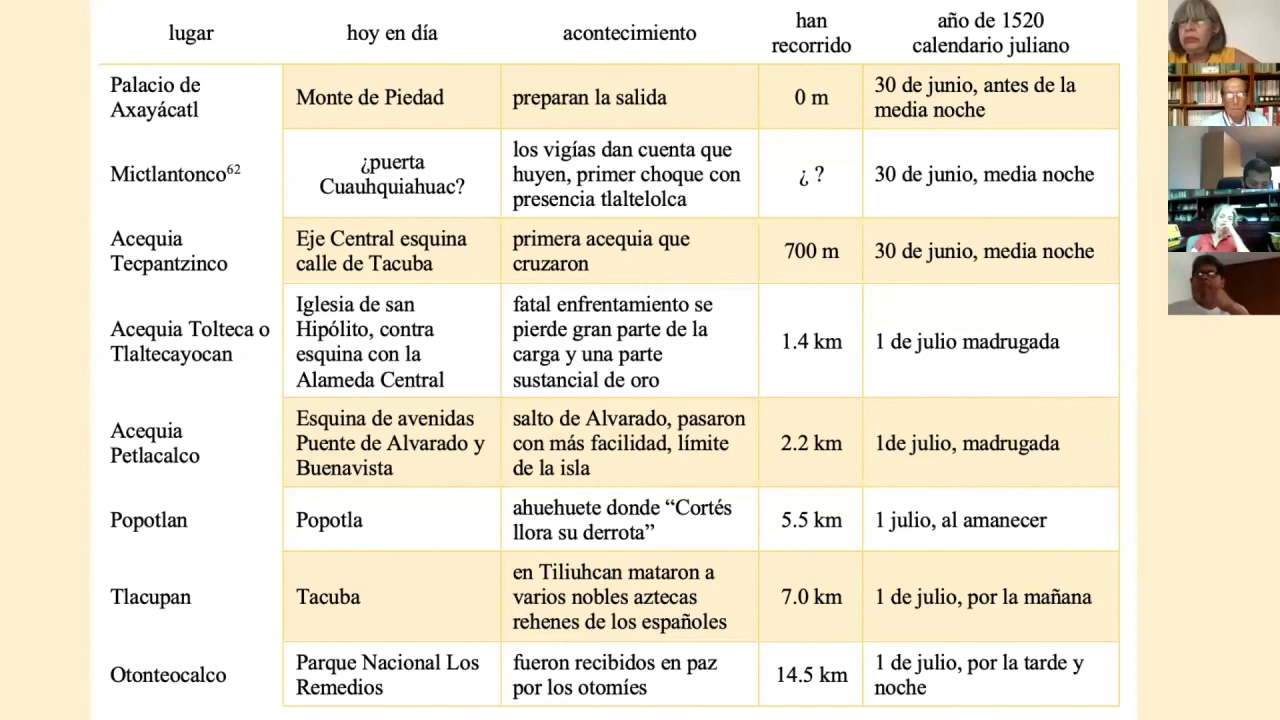 lugar
hoy en día
acontecimiento
han
recorrido
año de 1520
calendario juliano
Palacio de
Axayácatl
Monte de Piedad
preparan la salida
0 m
30 de junio, antes de la
media noche
Mictlantonco62
¿puerta
Cuauhquiahuac?
los vigías dan cuenta que
huyen, primer choque con
presencia tlaltelolca
¿ ?
30 de junio, media noche
Acequia
Tecpantzinco
Eje Central esquina
calle de Tacuba
primera acequia que
cruzaron
700 m
30 de junio, media noche
Acequia Tolteca o
Tlaltecayocan
Iglesia de san
Hipólito, contra
esquina con la
Alameda Central
fatal enfrentamiento se
pierde gran parte de la
carga y una parte
sustancial de oro
1.4 km
1 de julio madrugada
Acequia
Petlacalco
Esquina de avenidas
Puente de Alvarado y
Buenavista
salto de Alvarado, pasaron
con más facilidad, límite
de la isla
2.2 km
1de julio, madrugada
Popotlan
Popotla
ahuehuete donde “Cortés
llora su derrota”
5.5 km
1 julio, al amanecer
Tlacupan
Tacuba
en Tiliuhcan mataron a
varios nobles aztecas
rehenes de los españoles
7.0 km
1 de julio, por la mañana
Otonteocalco
Parque Nacional Los
Remedios
fueron recibidos en paz
por los otomíes
14.5 km
1 de julio, por la tarde y
noche